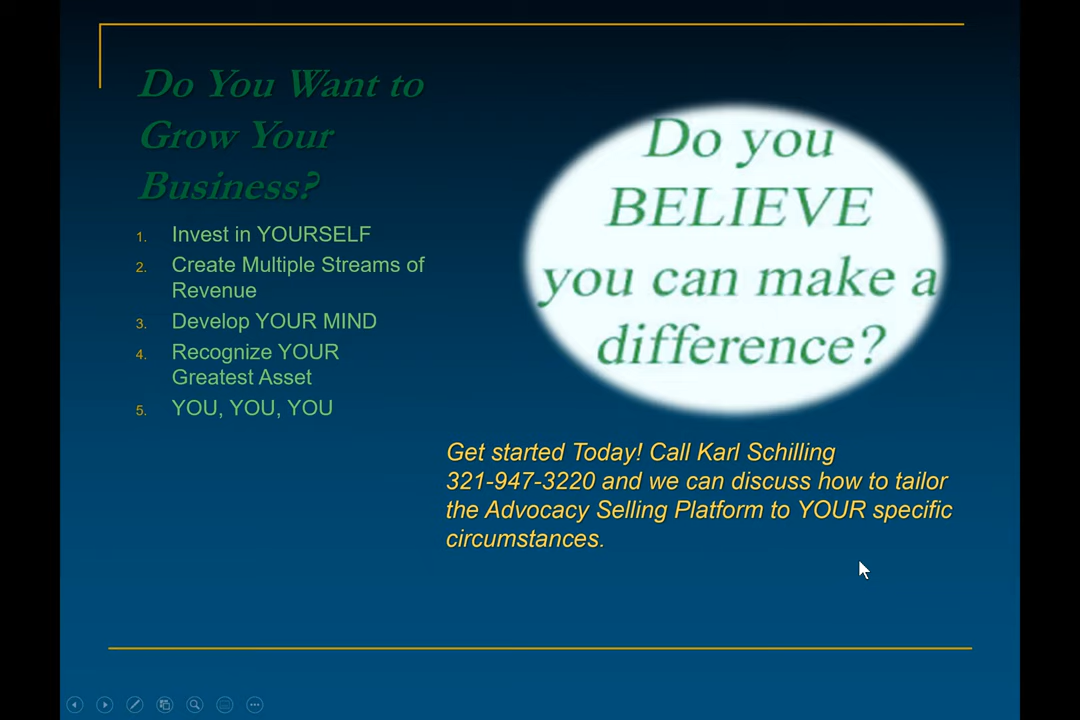 Do You Want to
Grow Your
Business?
1. Invest in YOURSELF
2. Create Multiple Streams of
Revenue
3. Develop YOUR MIND
4. Recognize YOUR
Greatest Asset
5. YOU, YOU, YOU
Do you
BELIEVE
you can make a
difference?
Get started Today! Call Karl Schilling
321-947-3220 and we can discuss how to tailor
the Advocacy Selling Platform to YOUR specific
circumstances.